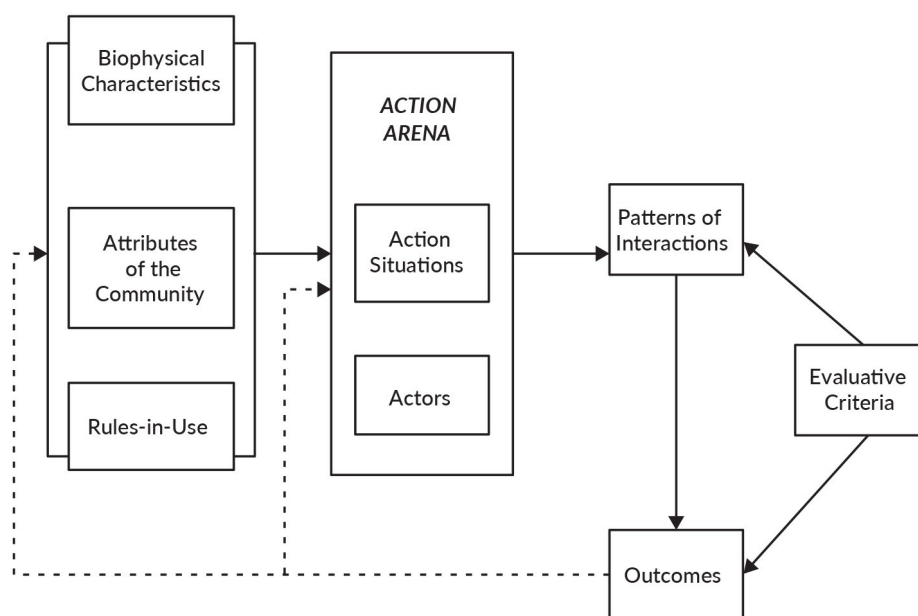 Biophysical
Characteristics
Attributes
of the
Community
Rules-in-Use
ACTION
ARENA
Action
Situations
Actors
Patterns of
Interactions
Evaluative
Criteria
Outcomes